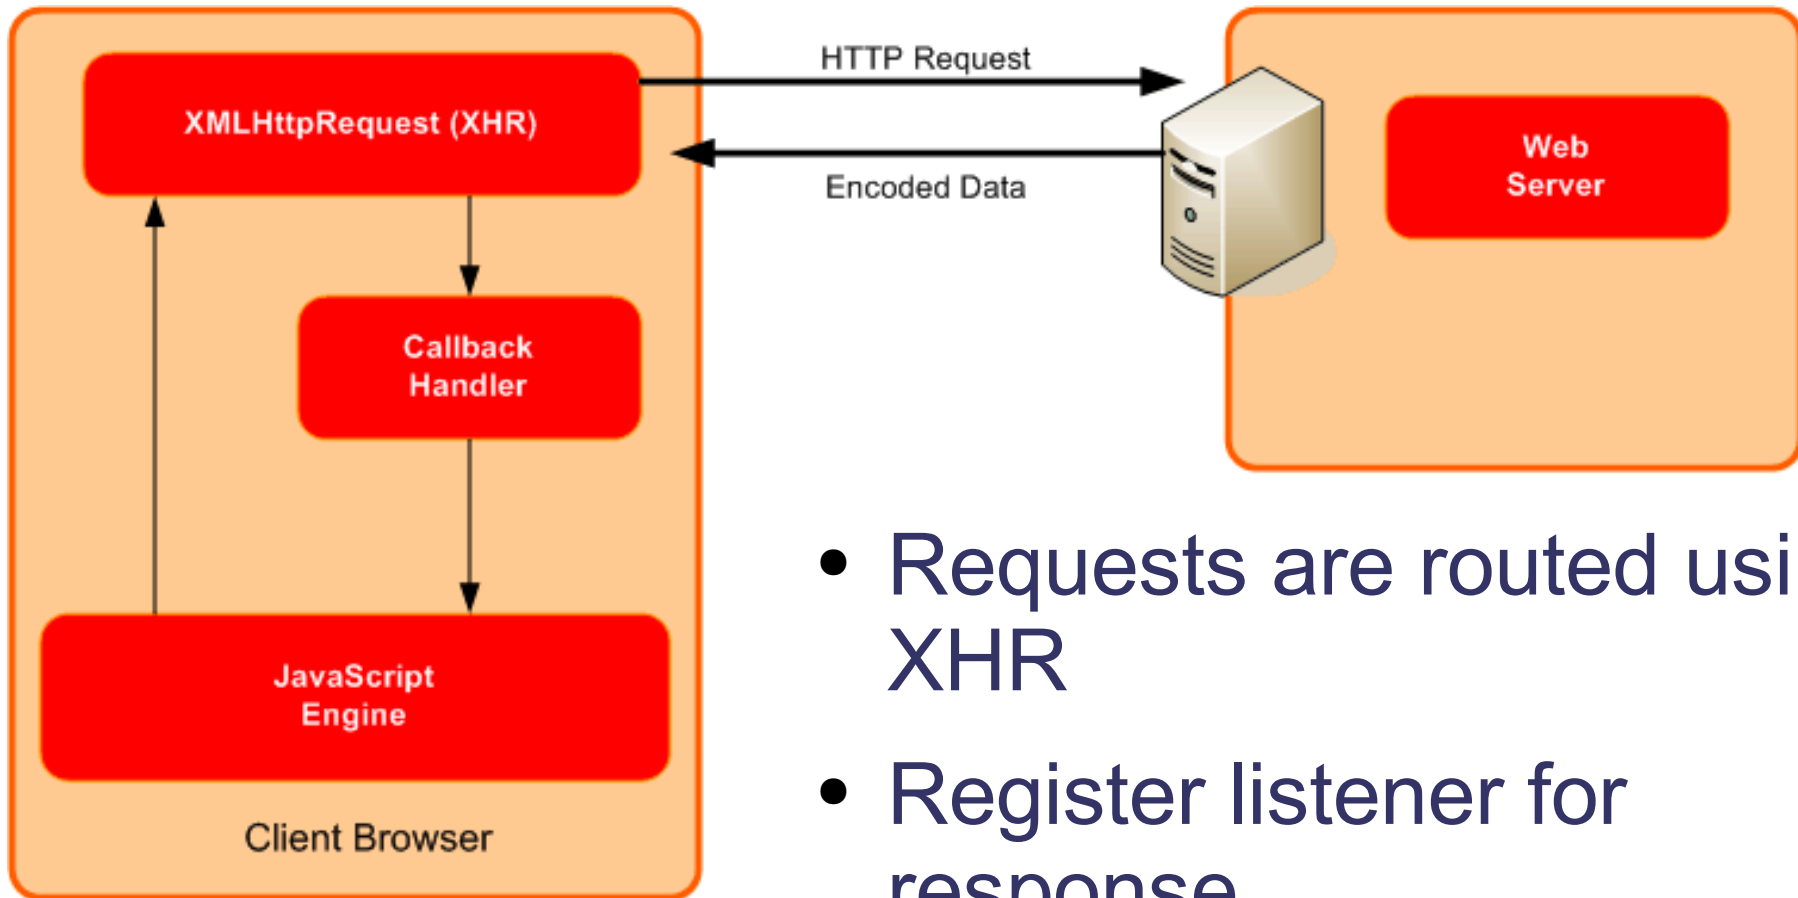 XMLHttpRequest (XHR)
HTTP Request
Encoded Data
Web
Server
Callback
Handler
JavaScript
Engine
Client Browser
• Requests are routed usi
XHR
• Register listener for
response